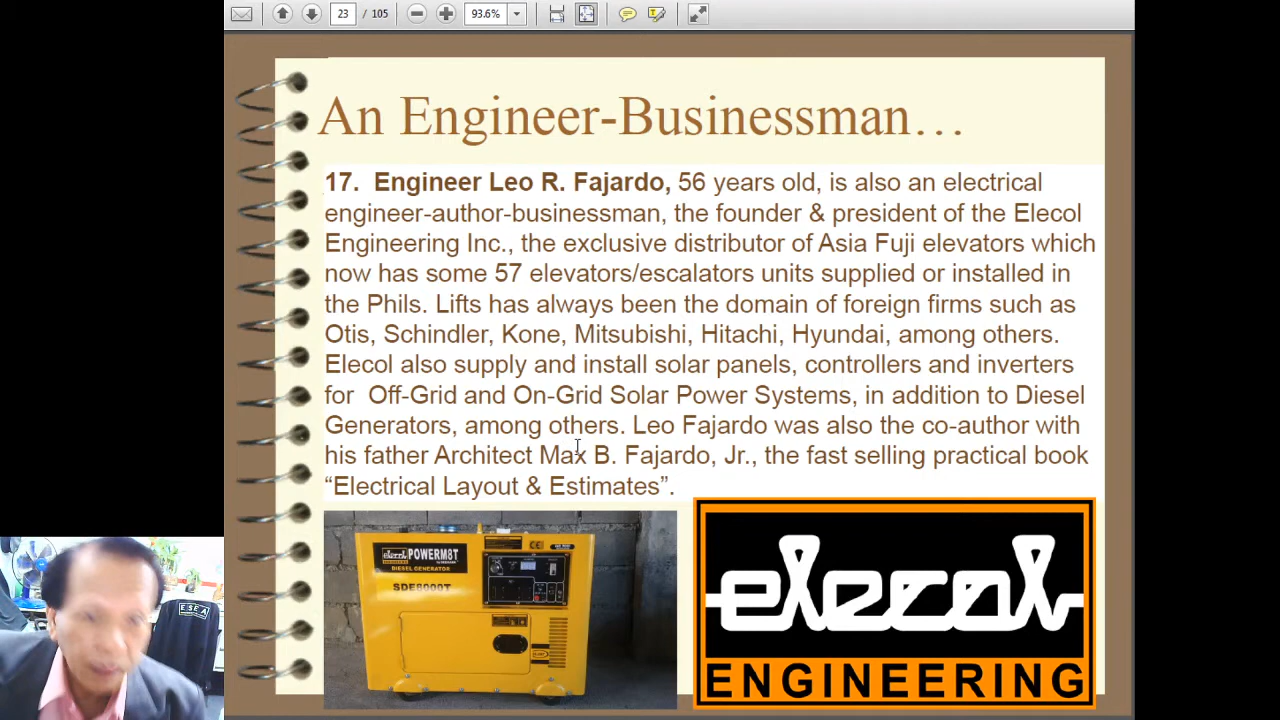 23 / 105
93.6%
An Engineer-Businessman…
17. Engineer Leo R. Fajardo, 56 years old, is also an electrical
engineer-author-businessman, the founder & president of the Elecol
Engineering Inc., the exclusive distributor of Asia Fuji elevators which
now has some 57 elevators/escalators units supplied or installed in
the Phils. Lifts has always been the domain of foreign firms such as
Otis, Schindler, Kone, Mitsubishi, Hitachi, Hyundai, among others.
Elecol also supply and install solar panels, controllers and inverters
for Off-Grid and On-Grid Solar Power Systems, in addition to Diesel
Generators, among others. Leo Fajardo was also the co-author with
his father Architect Max B. Fajardo, Jr., the fast selling practical book
“Electrical Layout & Estimates”.
elecol POWERM8T
DIESEL GENERATOR
SDE8000T
elecol
ENGINEERING
ESEA